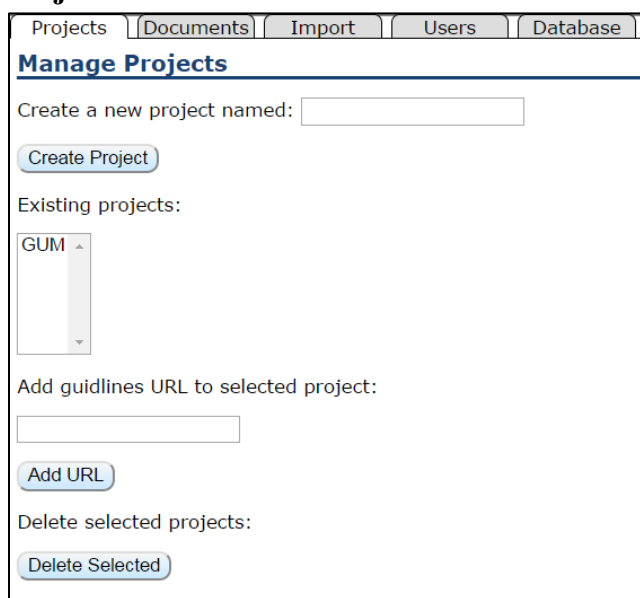 Projects Documents Import Users Database
Manage Projects
Create a new project named:
Create Project
Existing projects:
GUM
Add guidlines URL to selected project:
Add URL
Delete selected projects:
Delete Selected